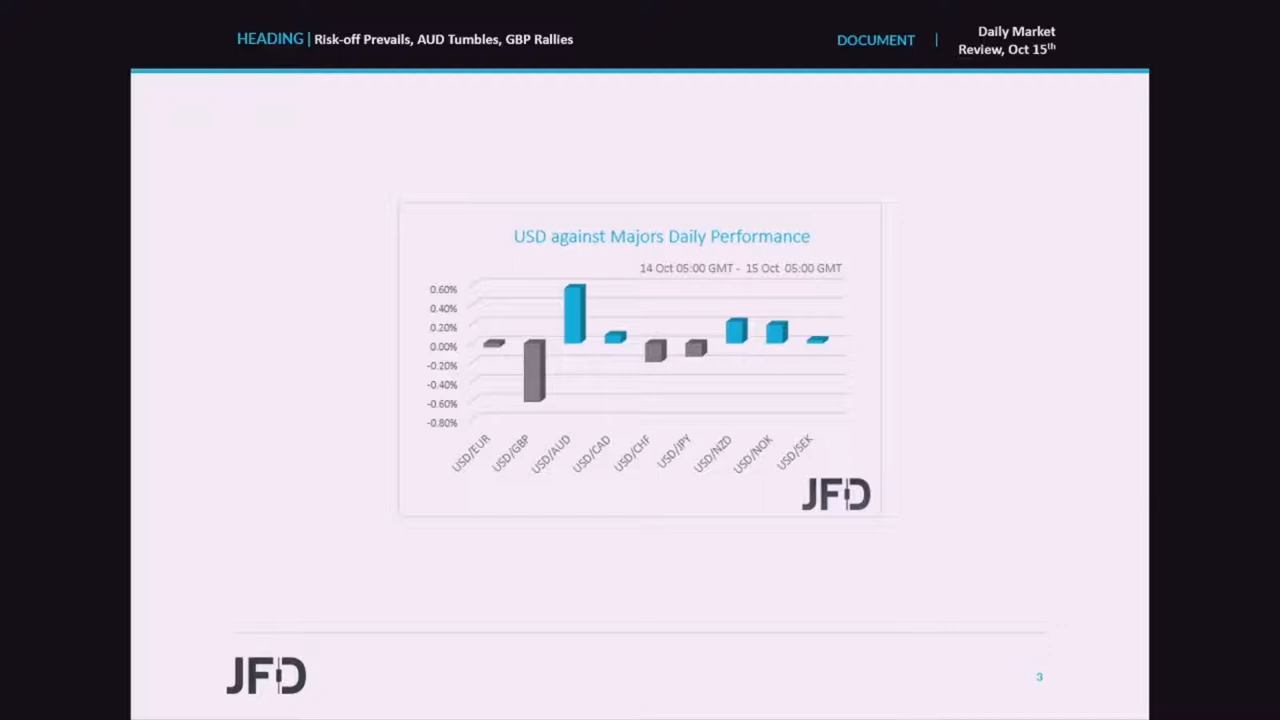 HEADING | Risk-off Prevails, AUD Tumbles, GBP Rallies
DOCUMENT |
Daily Market
Review, Oct 15th
USD against Majors Daily Performance
14 Oct 05:00 GMT - 15 Oct 05:00 GMT
0.60%
0.40%
0.20%
0.00%
-0.20%
-0.40%
-0.60%
-0.80%
USD/EUR
USD/GBP
USD/AUD
USD/CAD
USD/CHF
USD/JPY
USD/NZD
USD/NOK
USD/SEK
JFD
JFD
3